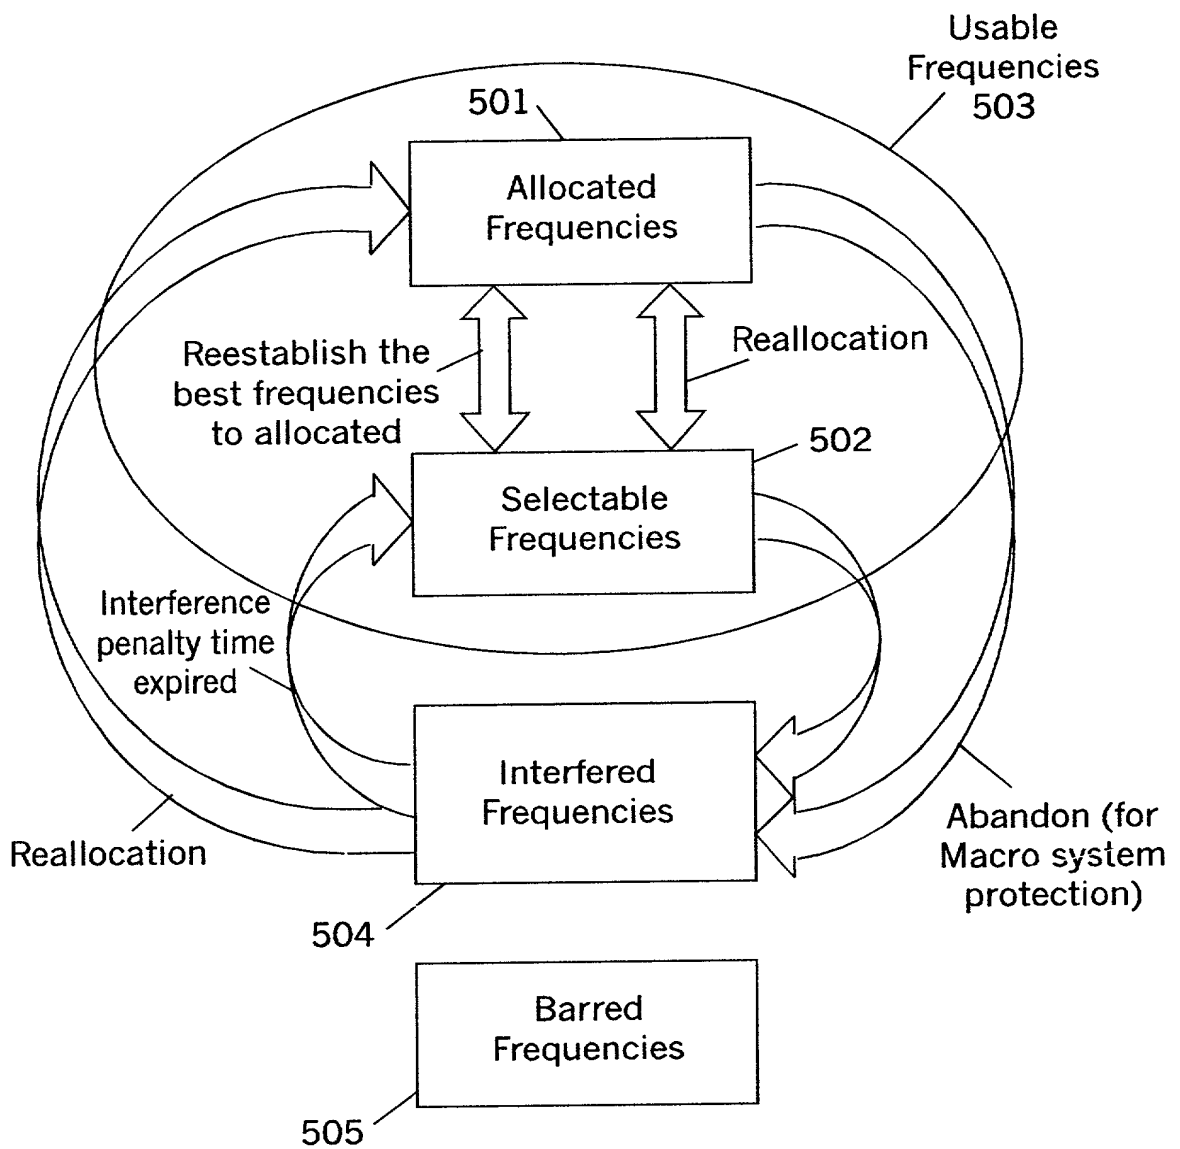 Usable
Frequencies
503
501
Allocated
Frequencies
Reestablish the
best frequencies
to allocated
Reallocation
502
Selectable
Frequencies
Interference
penalty time
expired
Interfered
Frequencies
Reallocation
Abandon (for
Macro system
protection)
504
Barred
Frequencies
505